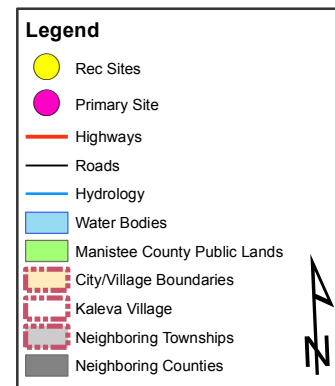 Legend
Rec Sites
Primary Site
Highways
Roads
Hydrology
Water Bodies
Manistee County Public Lands
City/Village Boundaries
Kaleva Village
Neighboring Townships
Neighboring Counties
N